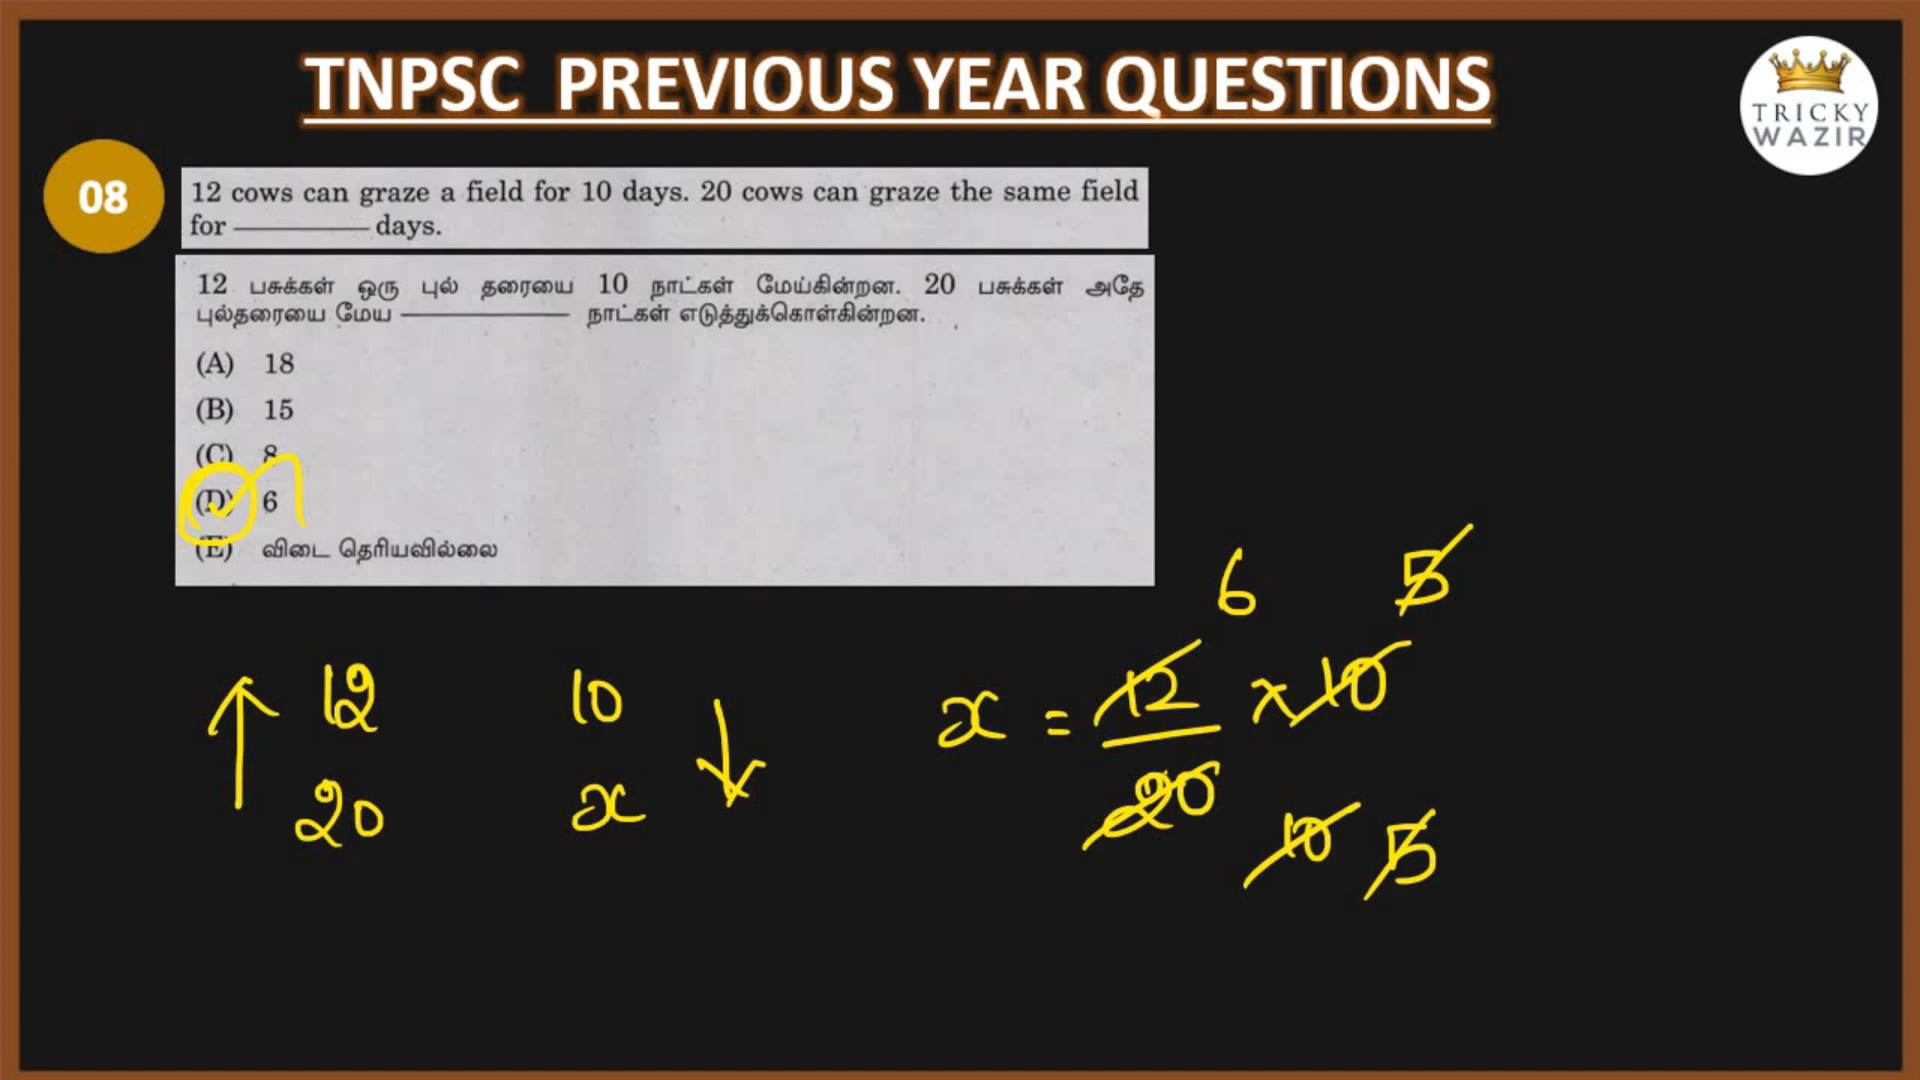 TNPSC PREVIOUS YEAR QUESTIONS
TRICKY
WAZIR
08
12 cows can graze a field for 10 days. 20 cows can graze the same field
for ———— days.
12 பசுக்கள் ஒரு புல் தரையை 10 நாட்கள் மேய்கின்றன. 20 பசுக்கள் அதே
புல்தரையை மேய ———— நாட்கள் எடுத்துக்கொள்கின்றன.
(A) 18
(B) 15
(C) 8
(D) 6
(E) விடை தெரியவில்லை
6 5
12 10 x = 12 × 10
20 x 20 10 5